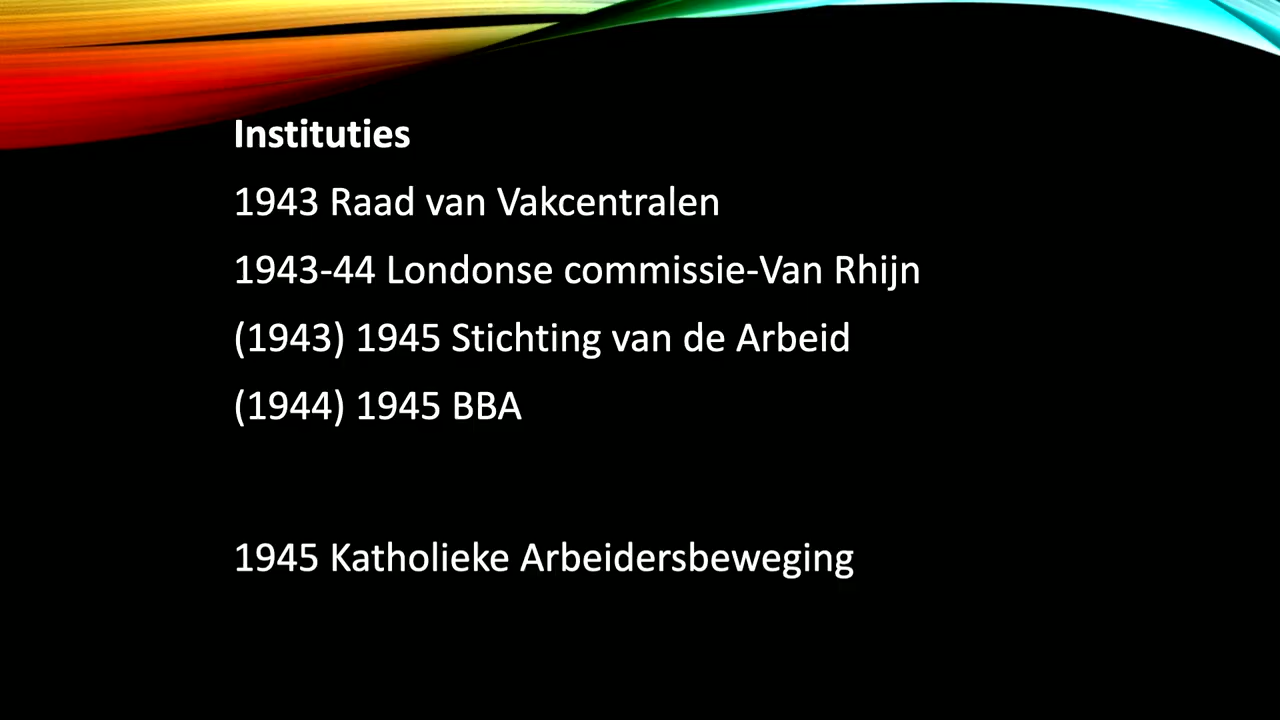 Instituties
1943 Raad van Vakcentralen
1943-44 Londonse commissie-Van Rhijn
(1943) 1945 Stichting van de Arbeid
(1944) 1945 BBA
1945 Katholieke Arbeidersbeweging